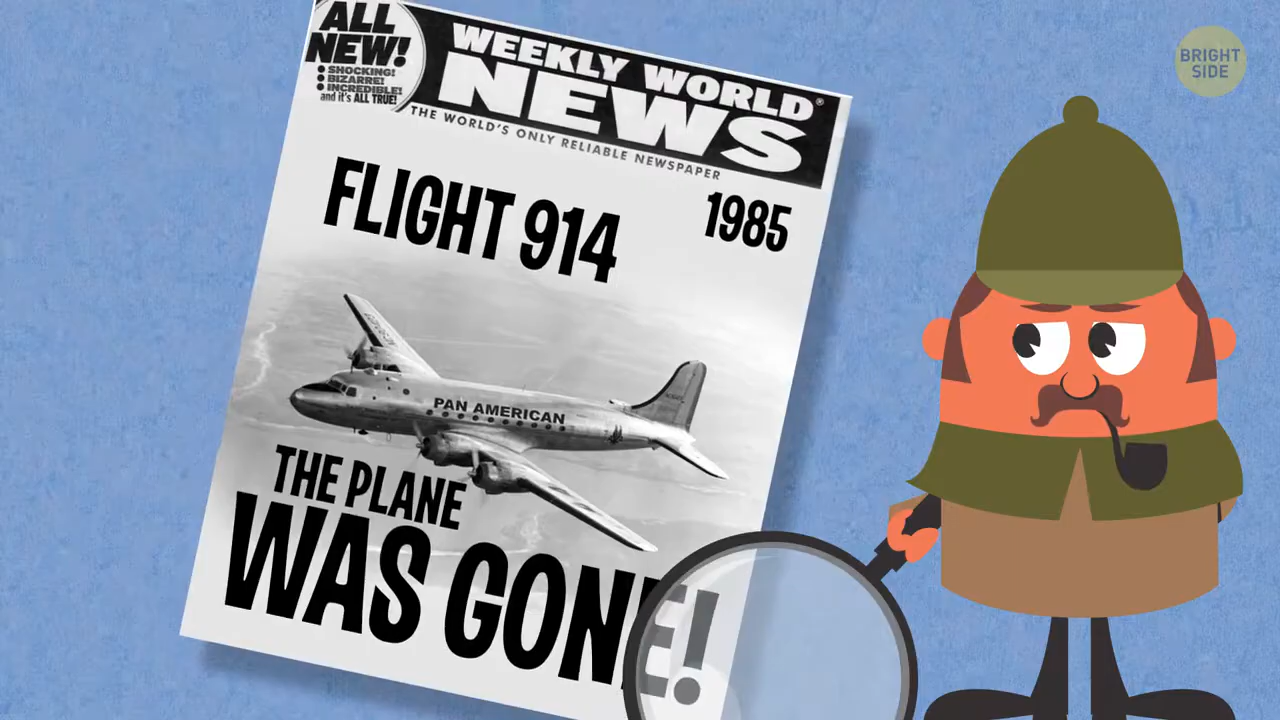 ALL
NEW!
SHOCKING!
BIZARRE!
INCREDIBLE!
and it's ALL TRUE!
WEEKLY WORLD
NEWS®
THE WORLD'S ONLY RELIABLE NEWSPAPER
FLIGHT 914
1985
PAN AMERICAN
THE PLANE
WAS GONE!
BRIGHT
SIDE